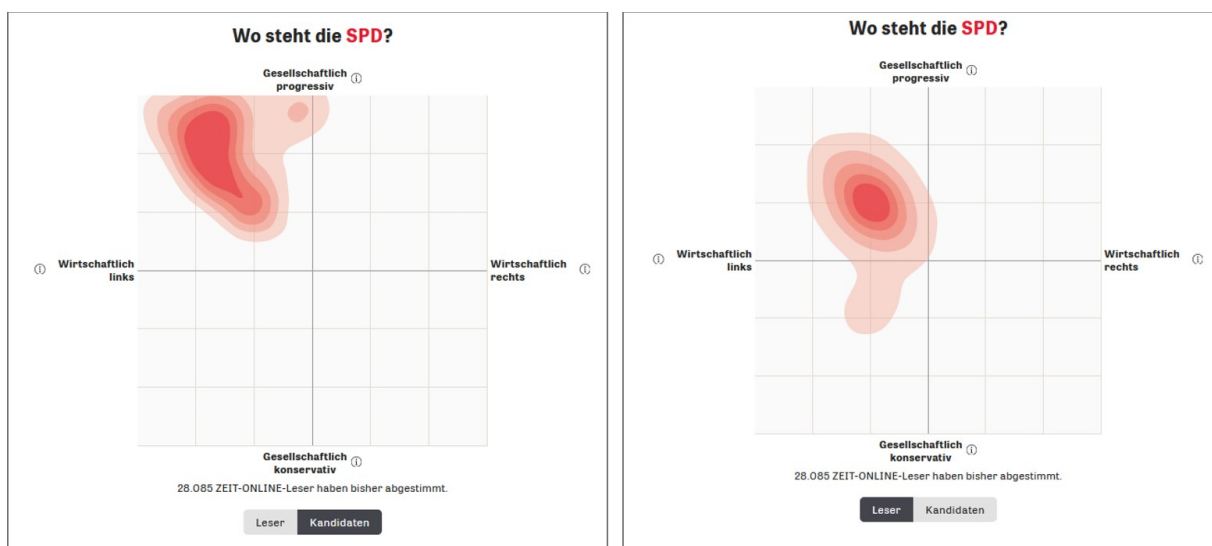 Wo steht die SPD?
Gesellschaftlich
progressiv
Wirtschaftlich
links
Wirtschaftlich
rechts
Gesellschaftlich
konservativ
28.085 ZEIT-ONLINE-Leser haben bisher abgestimmt.
Leser Kandidaten
Wo steht die SPD?
Gesellschaftlich
progressiv
Wirtschaftlich
links
Wirtschaftlich
rechts
Gesellschaftlich
konservativ
28.085 ZEIT-ONLINE-Leser haben bisher abgestimmt.
Leser Kandidaten